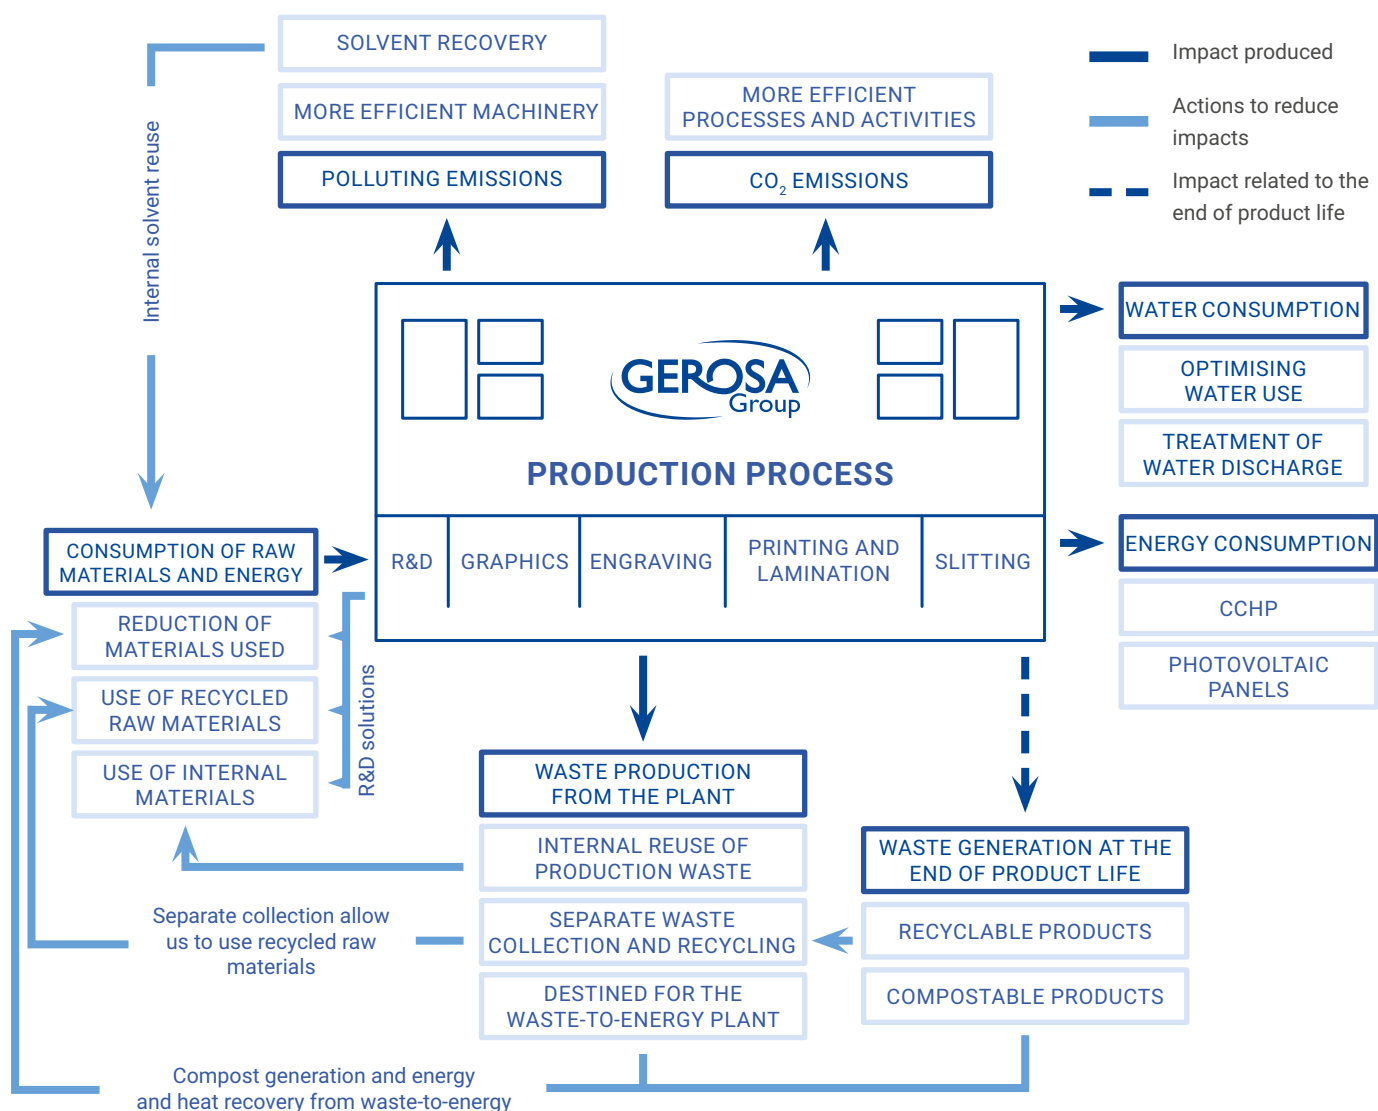 SOLVENT RECOVERY
MORE EFFICIENT MACHINERY
POLLUTING EMISSIONS
MORE EFFICIENT
PROCESSES AND ACTIVITIES
CO₂ EMISSIONS
Impact produced
Actions to reduce
impacts
Impact related to the
end of product life
Internal solvent reuse
GEROSA
Group
PRODUCTION PROCESS
R&D
GRAPHICS
ENGRAVING
PRINTING AND
LAMINATION
SLITTING
WATER CONSUMPTION
OPTIMISING
WATER USE
TREATMENT OF
WATER DISCHARGE
ENERGY CONSUMPTION
CCHP
PHOTOVOLTAIC
PANELS
CONSUMPTION OF RAW
MATERIALS AND ENERGY
REDUCTION OF
MATERIALS USED
USE OF RECYCLED
RAW MATERIALS
USE OF INTERNAL
MATERIALS
R&D solutions
WASTE PRODUCTION
FROM THE PLANT
INTERNAL REUSE OF
PRODUCTION WASTE
SEPARATE WASTE
COLLECTION AND RECYCLING
DESTINED FOR THE
WASTE-TO-ENERGY PLANT
WASTE GENERATION AT THE
END OF PRODUCT LIFE
RECYCLABLE PRODUCTS
COMPOSTABLE PRODUCTS
Separate collection allow
us to use recycled raw
materials
Compost generation and energy
and heat recovery from waste-to-energy